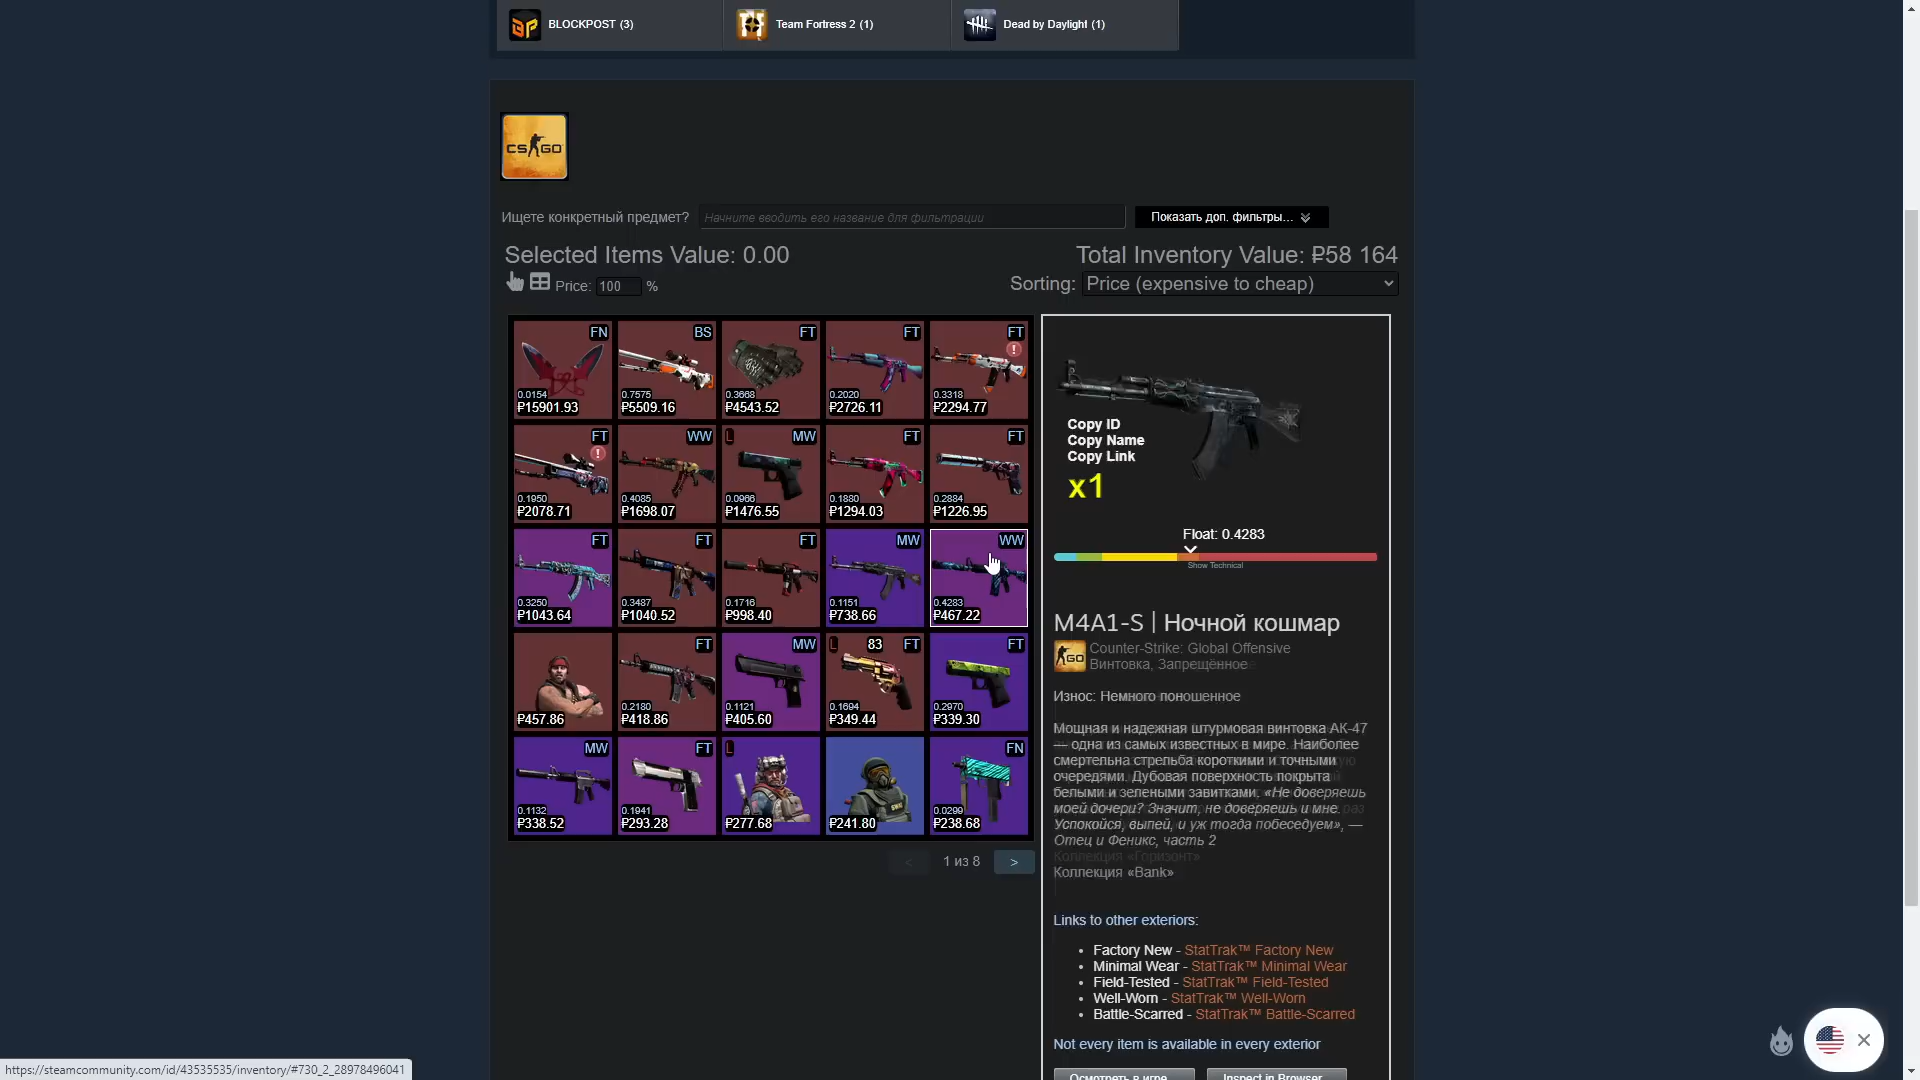 BLOCKPOST (3)
Team Fortress 2 (1)
Dead by Daylight (1)
CS GO
Ищете конкретный предмет?
Начните вводить его название для фильтрации
Показать доп. фильтры...
Selected Items Value: 0.00
Total Inventory Value: ₽58 164
Price: 100 %
Sorting: Price (expensive to cheap)
FN
0.0154
₽15901.93
BS
0.7575
₽5509.16
FT
0.3668
₽4543.52
FT
0.2020
₽2726.11
FT
0.3318
₽2294.77
FT
0.1950
₽2078.71
WW
0.4085
₽1698.07
L MW
0.0966
₽1476.55
FT
0.1880
₽1294.03
FT
0.2884
₽1226.95
FT
0.3250
₽1043.64
FT
0.3487
₽1040.52
FT
0.1716
₽998.40
MW
0.1151
₽738.66
WW
0.4283
₽467.22
₽457.86
FT
0.2180
₽418.86
MW
0.1121
₽405.60
L 83 FT
0.1694
₽349.44
FT
0.2970
₽339.30
MW
0.1132
₽338.52
FT
0.1941
₽293.28
L
₽277.68
₽241.80
FN
0.0299
₽238.68
<
1 из 8
>
Copy ID
Copy Name
Copy Link
x1
Float: 0.4283
Show Technical
M4A1-S | Ночной кошмар
Counter-Strike: Global Offensive
Винтовка, Запрещённое
Износ: Немного поношенное
Мощная и надежная штурмовая винтовка АК-47
— одна из самых известных в мире. Наиболее
смертельна стрельба короткими и точными
очередями. Дубовая поверхность покрыта
белыми и зелеными завитками. «Не доверяешь
моей дочери? Значит, не доверяешь и мне.
Успокойся, выпей, и уж тогда побеседуем», —
Отец и Феникс, часть 2
Коллекция «Горизонт»
Коллекция «Bank»
Links to other exteriors:
Factory New - StatTrak™ Factory New
Minimal Wear - StatTrak™ Minimal Wear
Field-Tested - StatTrak™ Field-Tested
Well-Worn - StatTrak™ Well-Worn
Battle-Scarred - StatTrak™ Battle-Scarred
Not every item is available in every exterior
Осмотреть в игре...
Inspect in Browser...
https://steamcommunity.com/id/43535535/inventory/#730_2_28978496041